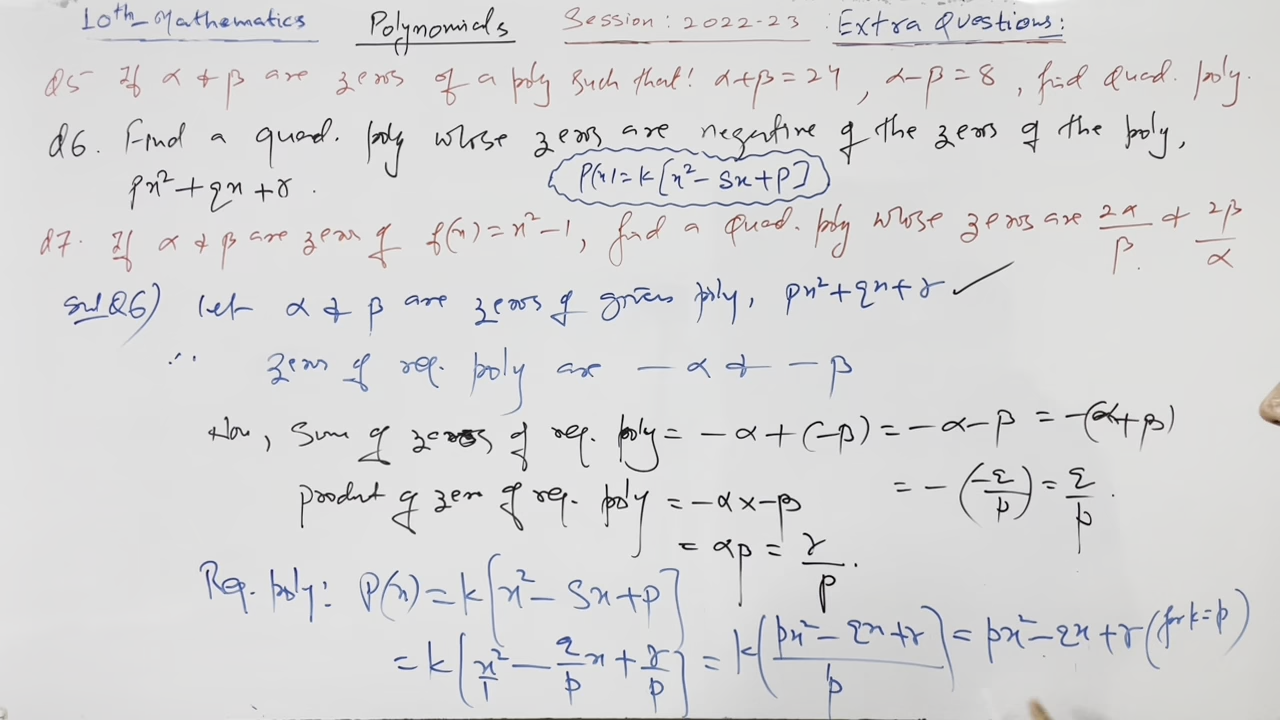 10th Mathematics Polynomials Session : 2022-23 Extra Questions :
Q5 If α & β are zeros of a poly such that! α+β = 24, α-β = 8, find Quad. poly.
Q6. Find a quad. poly whose zeros are negative of the zeros of the poly,
px² + qx + r .
P(x) = k[x² - Sx + P]
Q7. If α & β are zeros of f(x) = x² - 1, find a Quad. poly whose zeros are 2α/β & 2β/α
Sol Q6) Let α & β are zeros of given poly, px² + qx + r ✓
∴ zeros of req. poly are - α & - β
Now, Sum of zeros of req. poly = - α + (-β) = - α - β = -(α+β)
= - (-q/p) = q/p .
product of zeros of req. poly = - α x - β
= αβ = r/p .
Req. poly : P(x) = k[x² - Sx + P]
= k[x²/1 - q/p x + r/p] = k(px² - qx + r / p) = px² - qx + r (for k = p)